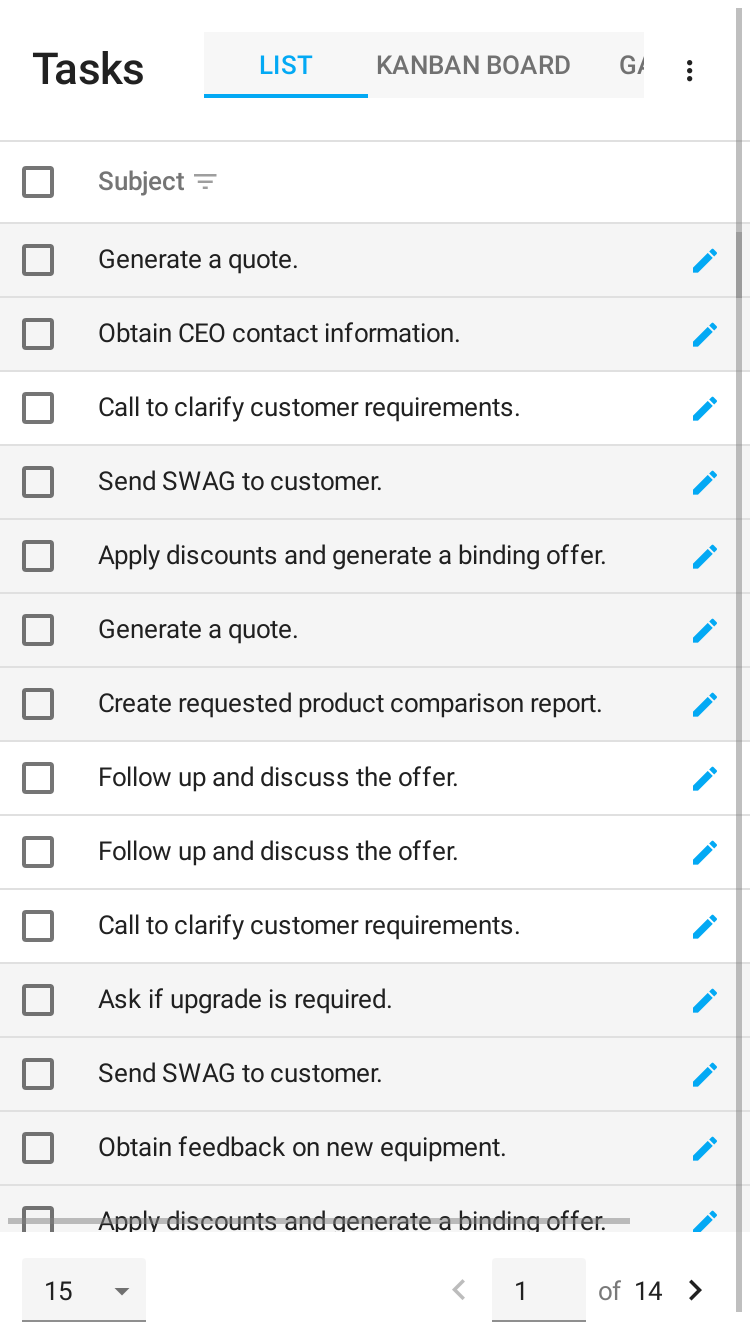 Tasks
LIST
KANBAN BOARD
GA
Subject
Generate a quote.
Obtain CEO contact information.
Call to clarify customer requirements.
Send SWAG to customer.
Apply discounts and generate a binding offer.
Generate a quote.
Create requested product comparison report.
Follow up and discuss the offer.
Follow up and discuss the offer.
Call to clarify customer requirements.
Ask if upgrade is required.
Send SWAG to customer.
Obtain feedback on new equipment.
Apply discounts and generate a binding offer.
15
1 of 14